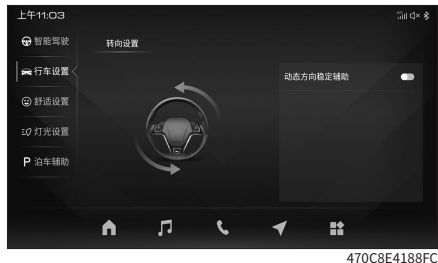 上午11:03
5G
智能驾驶
转向设置
行车设置
动态方向稳定辅助
舒适设置
灯光设置
P 泊车辅助
470C8E4188FC